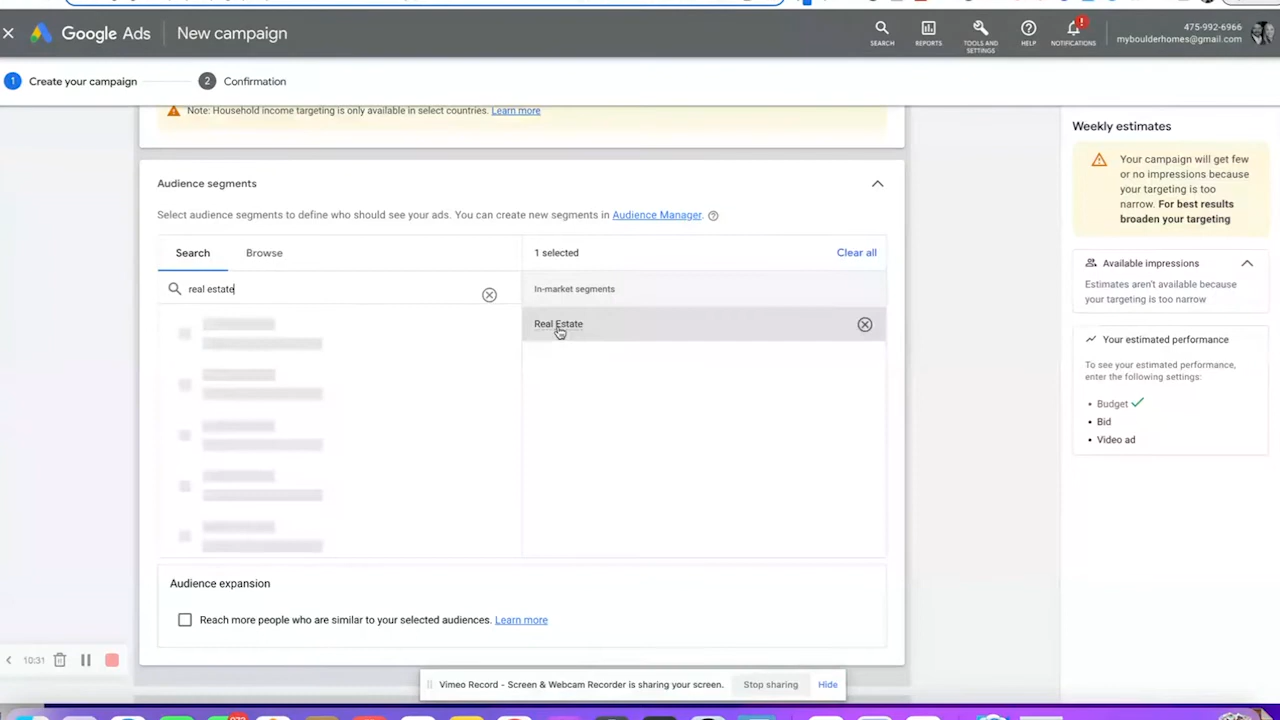 Google Ads
New campaign
SEARCH
REPORTS
TOOLS AND
SETTINGS
HELP
!
NOTIFICATIONS
475-992-6966
myboulderhomes@gmail.com
1 Create your campaign
2 Confirmation
Note: Household income targeting is only available in select countries. Learn more
Audience segments
Select audience segments to define who should see your ads. You can create new segments in Audience Manager.
Search
Browse
1 selected
Clear all
real estate
In-market segments
Real Estate
Audience expansion
Reach more people who are similar to your selected audiences. Learn more
Weekly estimates
Your campaign will get few
or no impressions because
your targeting is too
narrow. For best results
broaden your targeting
Available impressions
Estimates aren't available because
your targeting is too narrow
Your estimated performance
To see your estimated performance,
enter the following settings:
• Budget
• Bid
• Video ad
10:31
Vimeo Record - Screen & Webcam Recorder is sharing your screen.
Stop sharing
Hide